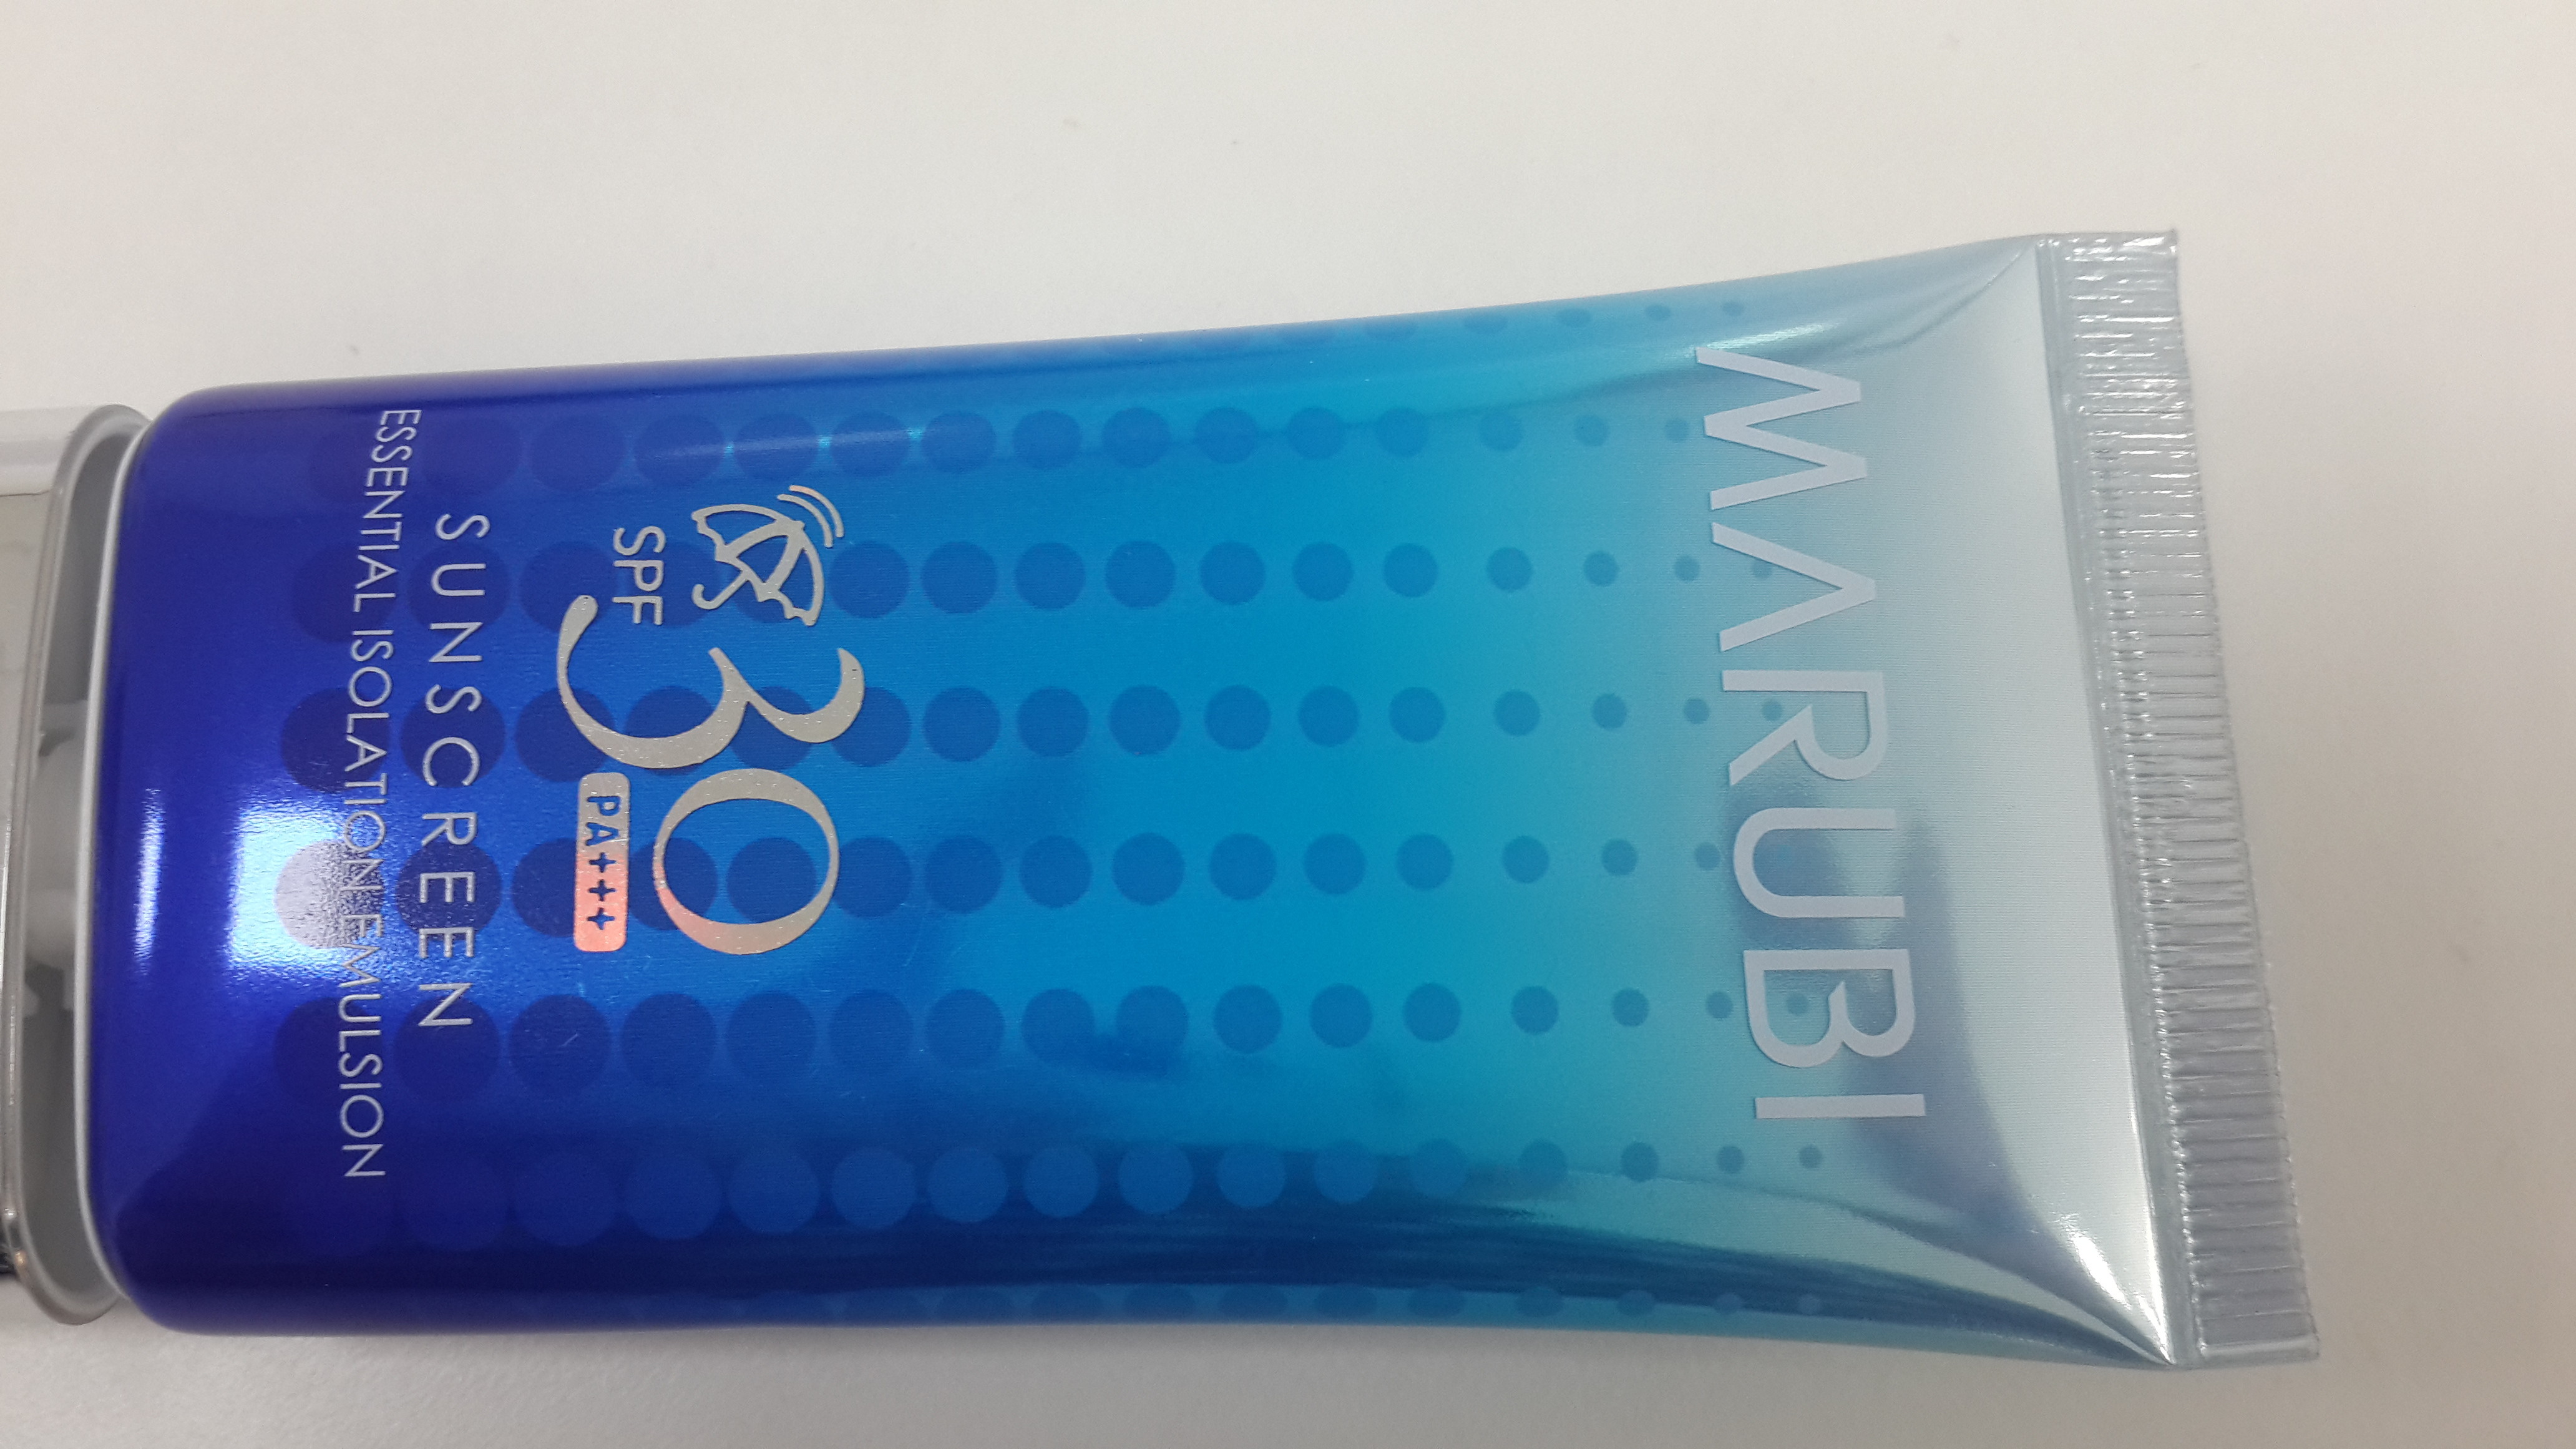 MARUBI
SPF
30
PA+++
SUNSCREEN
ESSENTIAL ISOLATION EMULSION